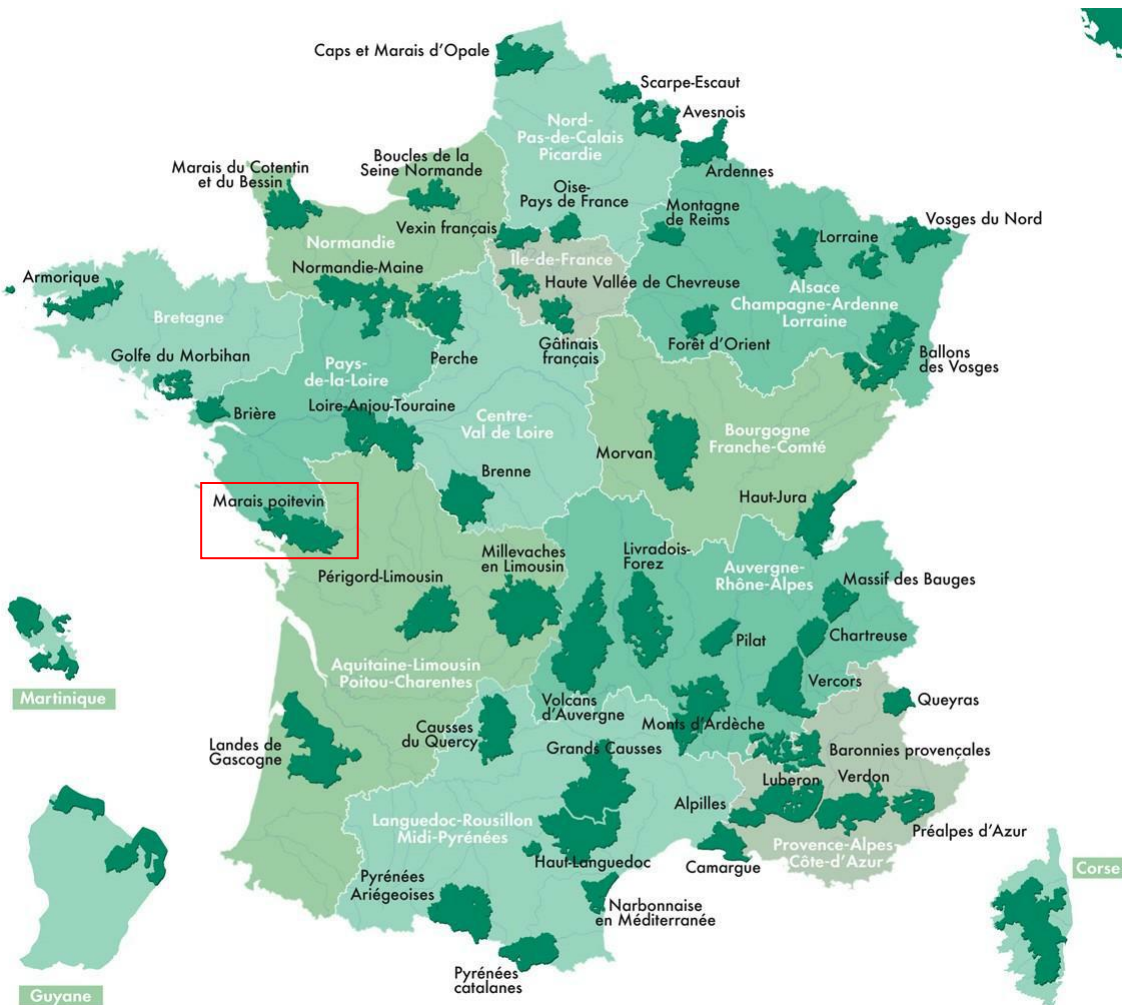 Caps et Marais d'Opale
Scarpe-Escaut
Avesnois
Nord-
Pas-de-Calais
Picardie
Ardennes
Marais du Cotentin
et du Bessin
Boucles de la
Seine Normande
Oise-
Pays de France
Montagne
de Reims
Vosges du Nord
Vexin français
Lorraine
Normandie
Île-de-France
Normandie-Maine
Haute Vallée de Chevreuse
Armorique
Alsace
Champagne-Ardenne
Lorraine
Bretagne
Gâtinais
français
Forêt d'Orient
Perche
Golfe du Morbihan
Ballons
des Vosges
Pays-
de-la-Loire
Brière
Loire-Anjou-Touraine
Centre-
Val de Loire
Bourgogne
Franche-Comté
Morvan
Brenne
Marais poitevin
Haut-Jura
Millevaches
en Limousin
Livradois-
Forez
Auvergne-
Rhône-Alpes
Massif des Bauges
Périgord-Limousin
Pilat
Chartreuse
Aquitaine-Limousin
Poitou-Charentes
Vercors
Martinique
Volcans
d'Auvergne
Queyras
Causses
du Quercy
Monts d'Ardèche
Landes de
Gascogne
Grands Causses
Baronnies provençales
Luberon
Verdon
Alpilles
Languedoc-Rousillon
Midi-Pyrénées
Préalpes d'Azur
Provence-Alpes-
Côte-d'Azur
Haut-Languedoc
Camargue
Corse
Pyrénées
Ariégeoises
Narbonnaise
en Méditerranée
Pyrénées
catalanes
Guyane